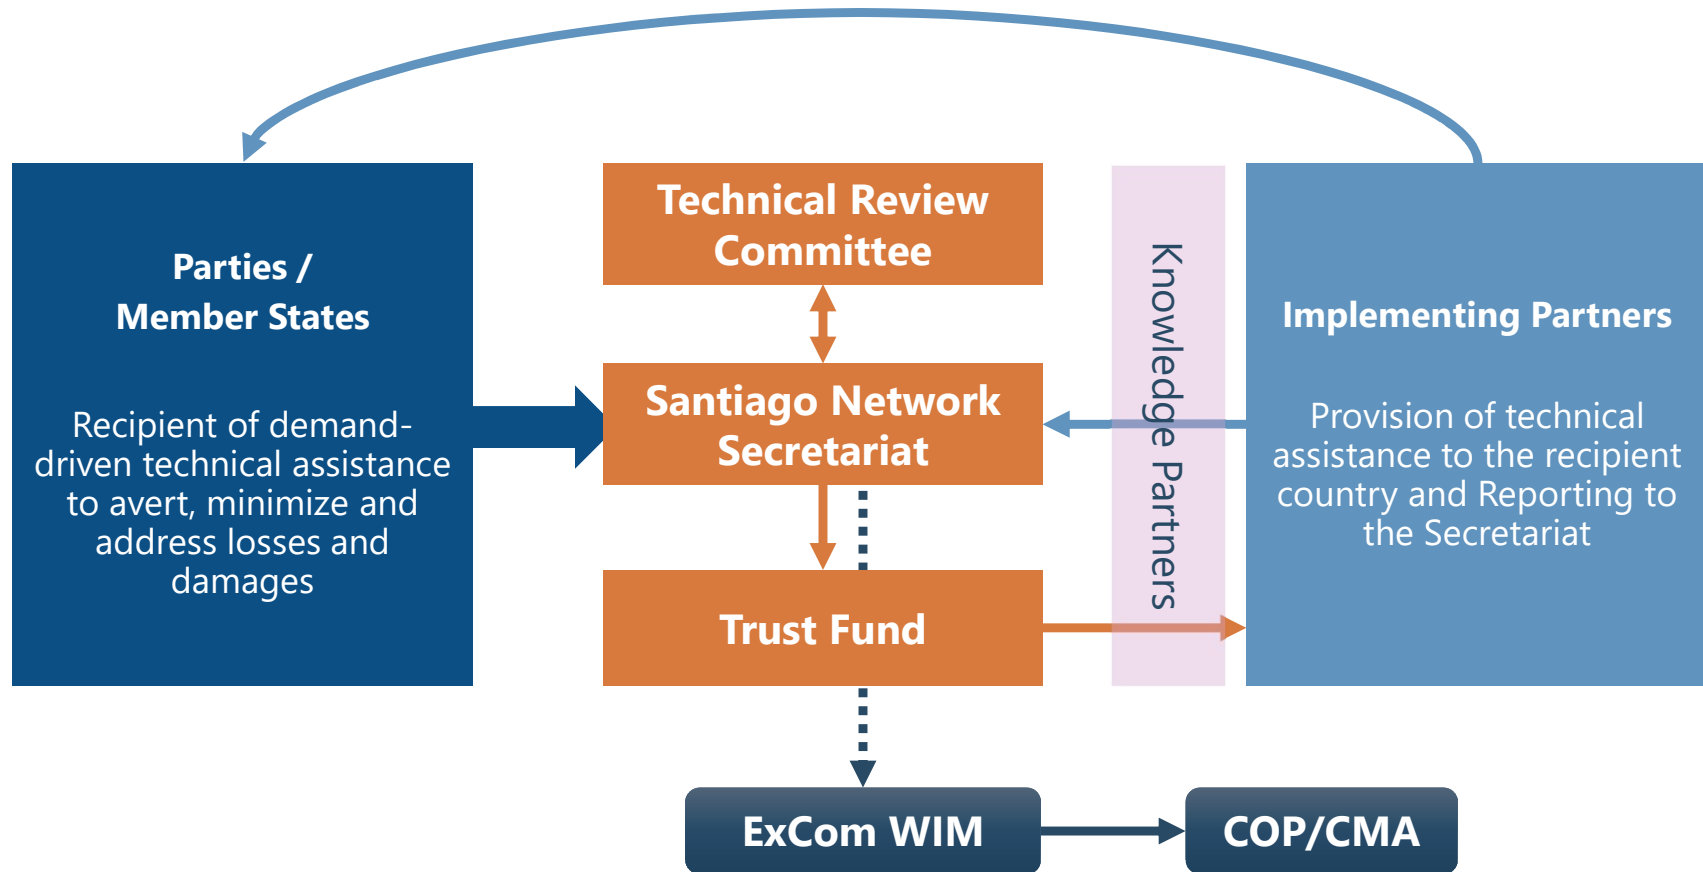 Parties /
Member States
Recipient of demand-
driven technical assistance
to avert, minimize and
address losses and
damages
Technical Review
Committee
Santiago Network
Secretariat
Trust Fund
Knowledge Partners
Implementing Partners
Provision of technical
assistance to the recipient
country and Reporting to
the Secretariat
ExCom WIM
COP/CMA